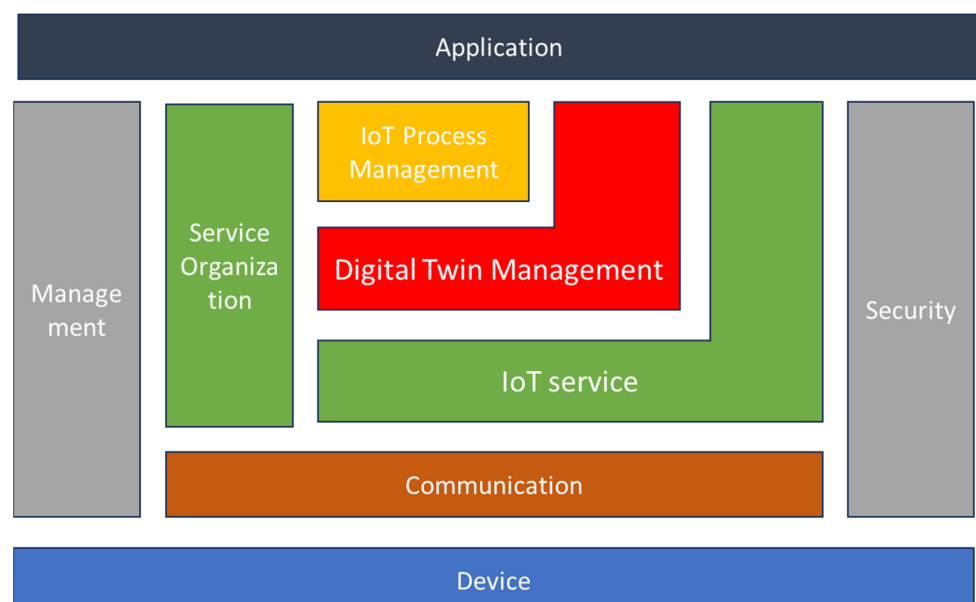 Application
IoT Process
Management
Service
Organiza
tion
Digital Twin Management
Manage
ment
Security
IoT service
Communication
Device